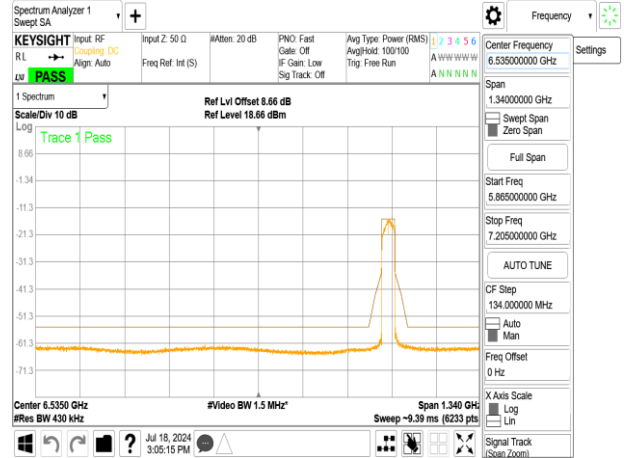 Spectrum Analyzer 1
Swept SA
Frequency
KEYSIGHT
Input: RF
Coupling: DC
Align: Auto
Input Z: 50 Ω
Freq Ref: Int (S)
#Atten: 20 dB
PNO: Fast
Gate: Off
IF Gain: Low
Sig Track: Off
Avg Type: Power (RMS)
Avg|Hold: 100/100
Trig: Free Run
1 2 3 4 5 6
A W W W W W
A N N N N N
R L
LW PASS
1 Spectrum
Scale/Div 10 dB
Ref Lvl Offset 8.66 dB
Ref Level 18.66 dBm
Log
Trace 1 Pass
8.66
-1.34
-11.3
-21.3
-31.3
-41.3
-51.3
-61.3
-71.3
Center 6.5350 GHz
#Res BW 430 kHz
#Video BW 1.5 MHz*
Span 1.340 GHz
Sweep ~9.39 ms (6233 pts
Jul 18, 2024
3:05:15 PM
Center Frequency
6.535000000 GHz
Settings
Span
1.34000000 GHz
Swept Span
Zero Span
Full Span
Start Freq
5.865000000 GHz
Stop Freq
7.205000000 GHz
AUTO TUNE
CF Step
134.000000 MHz
Auto
Man
Freq Offset
0 Hz
X Axis Scale
Log
Lin
Signal Track
(Span Zoom)